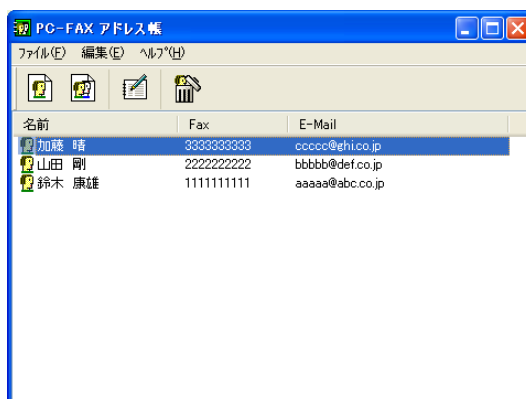 PC-FAX アドレス帳
ファイル(F) 編集(E) ヘルプ(H)
名前 Fax E-Mail
加藤 晴 3333333333 ccccc@ghi.co.jp
山田 剛 2222222222 bbbbb@def.co.jp
鈴木 康雄 1111111111 aaaaa@abc.co.jp